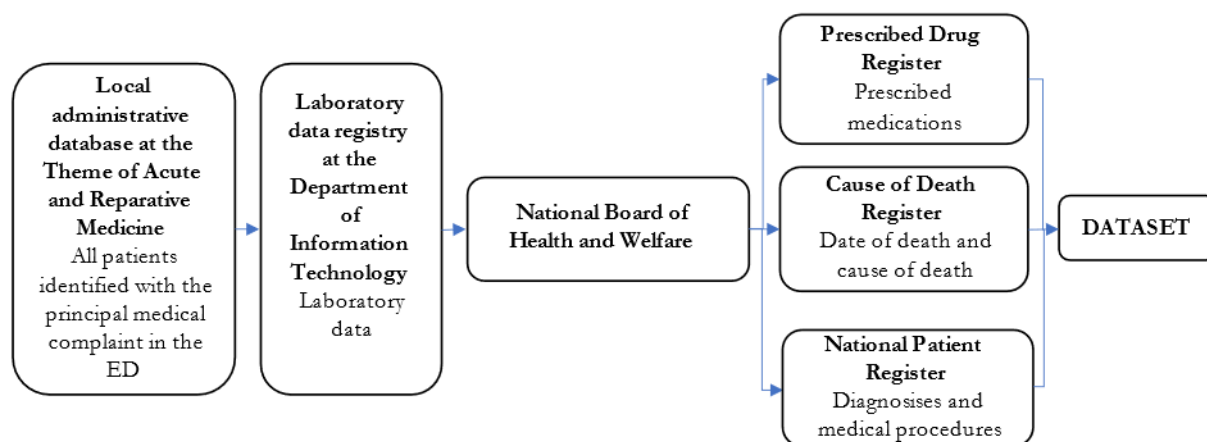 Local
administrative
database at the
Theme of Acute
and Reparative
Medicine
All patients
identified with the
principal medical
complaint in the
ED
Laboratory
data registry
at the
Department
of
Information
Technology
Laboratory
data
National Board of
Health and Welfare
Prescribed Drug
Register
Prescribed
medications
Cause of Death
Register
Date of death and
cause of death
National Patient
Register
Diagnosises and
medical procedures
DATASET